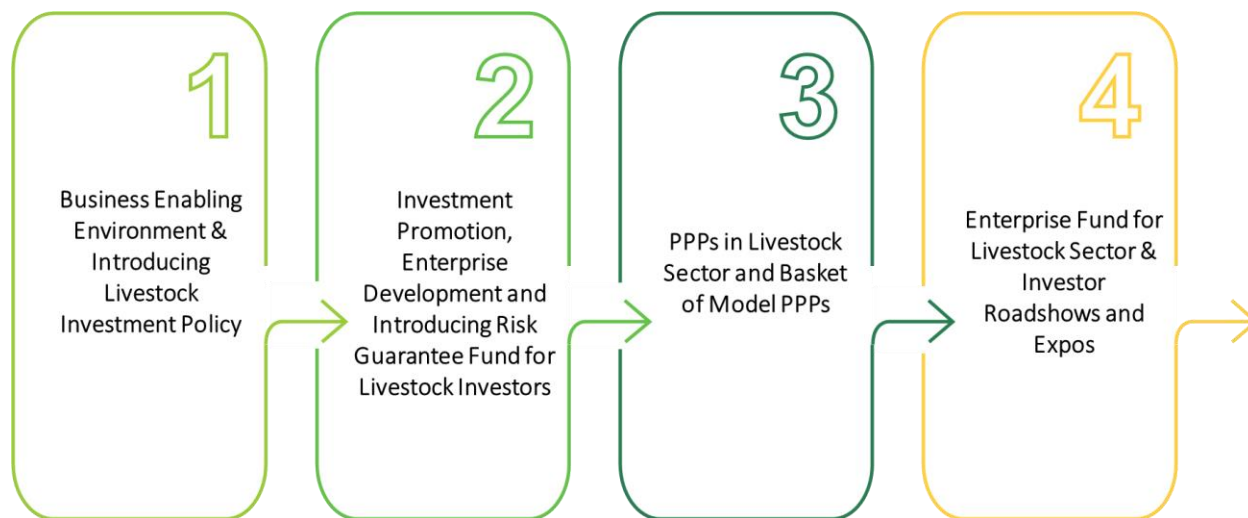 1
Business Enabling
Environment &
Introducing
Livestock
Investment Policy
2
Investment
Promotion,
Enterprise
Development and
Introducing Risk
Guarantee Fund for
Livestock Investors
3
PPPs in Livestock
Sector and Basket
of Model PPPs
4
Enterprise Fund for
Livestock Sector &
Investor
Roadshows and
Expos